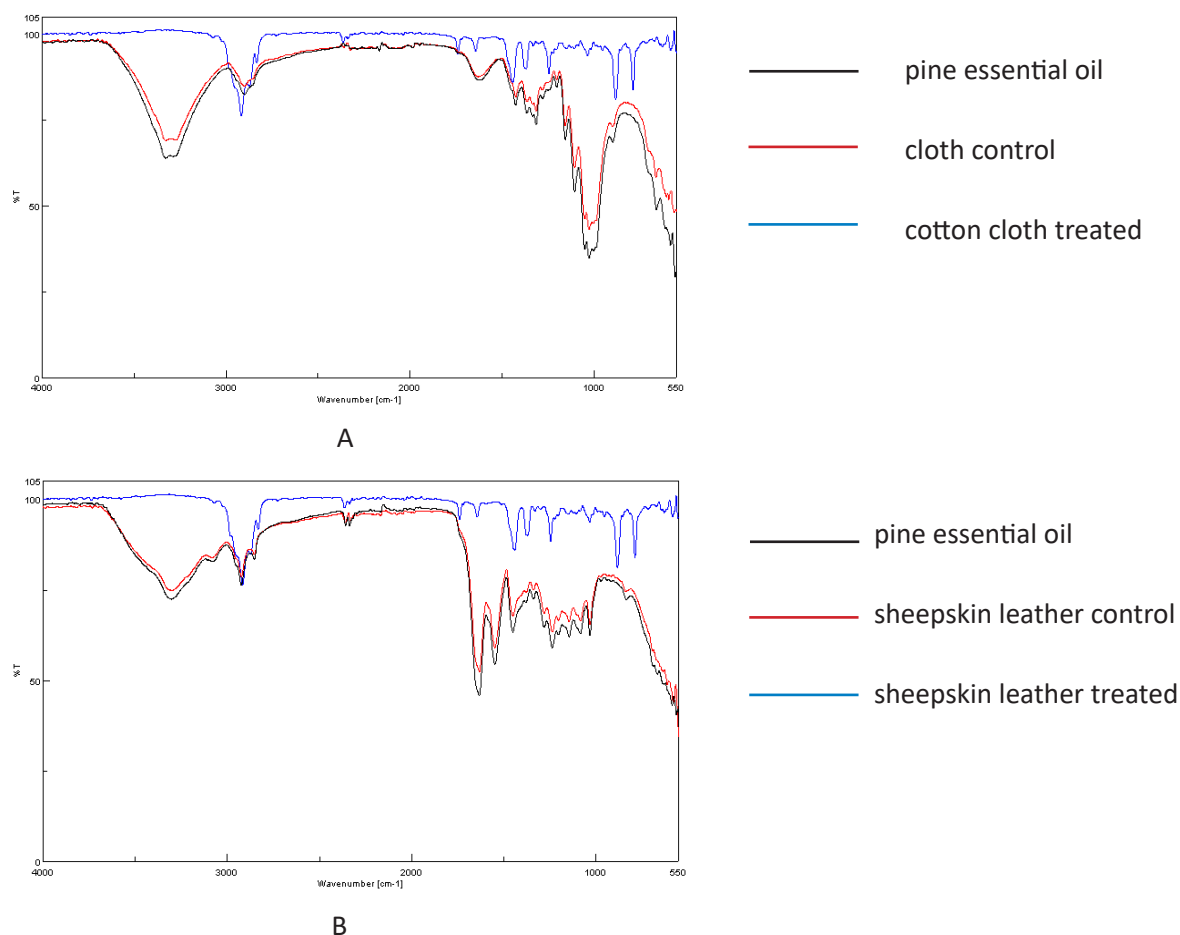 105
100
%T
50
0
4000
3000
2000
1000
550
Wavenumber [cm-1]
A
pine essential oil
cloth control
cotton cloth treated
105
100
%T
50
0
4000
3000
2000
1000
550
Wavenumber [cm-1]
B
pine essential oil
sheepskin leather control
sheepskin leather treated